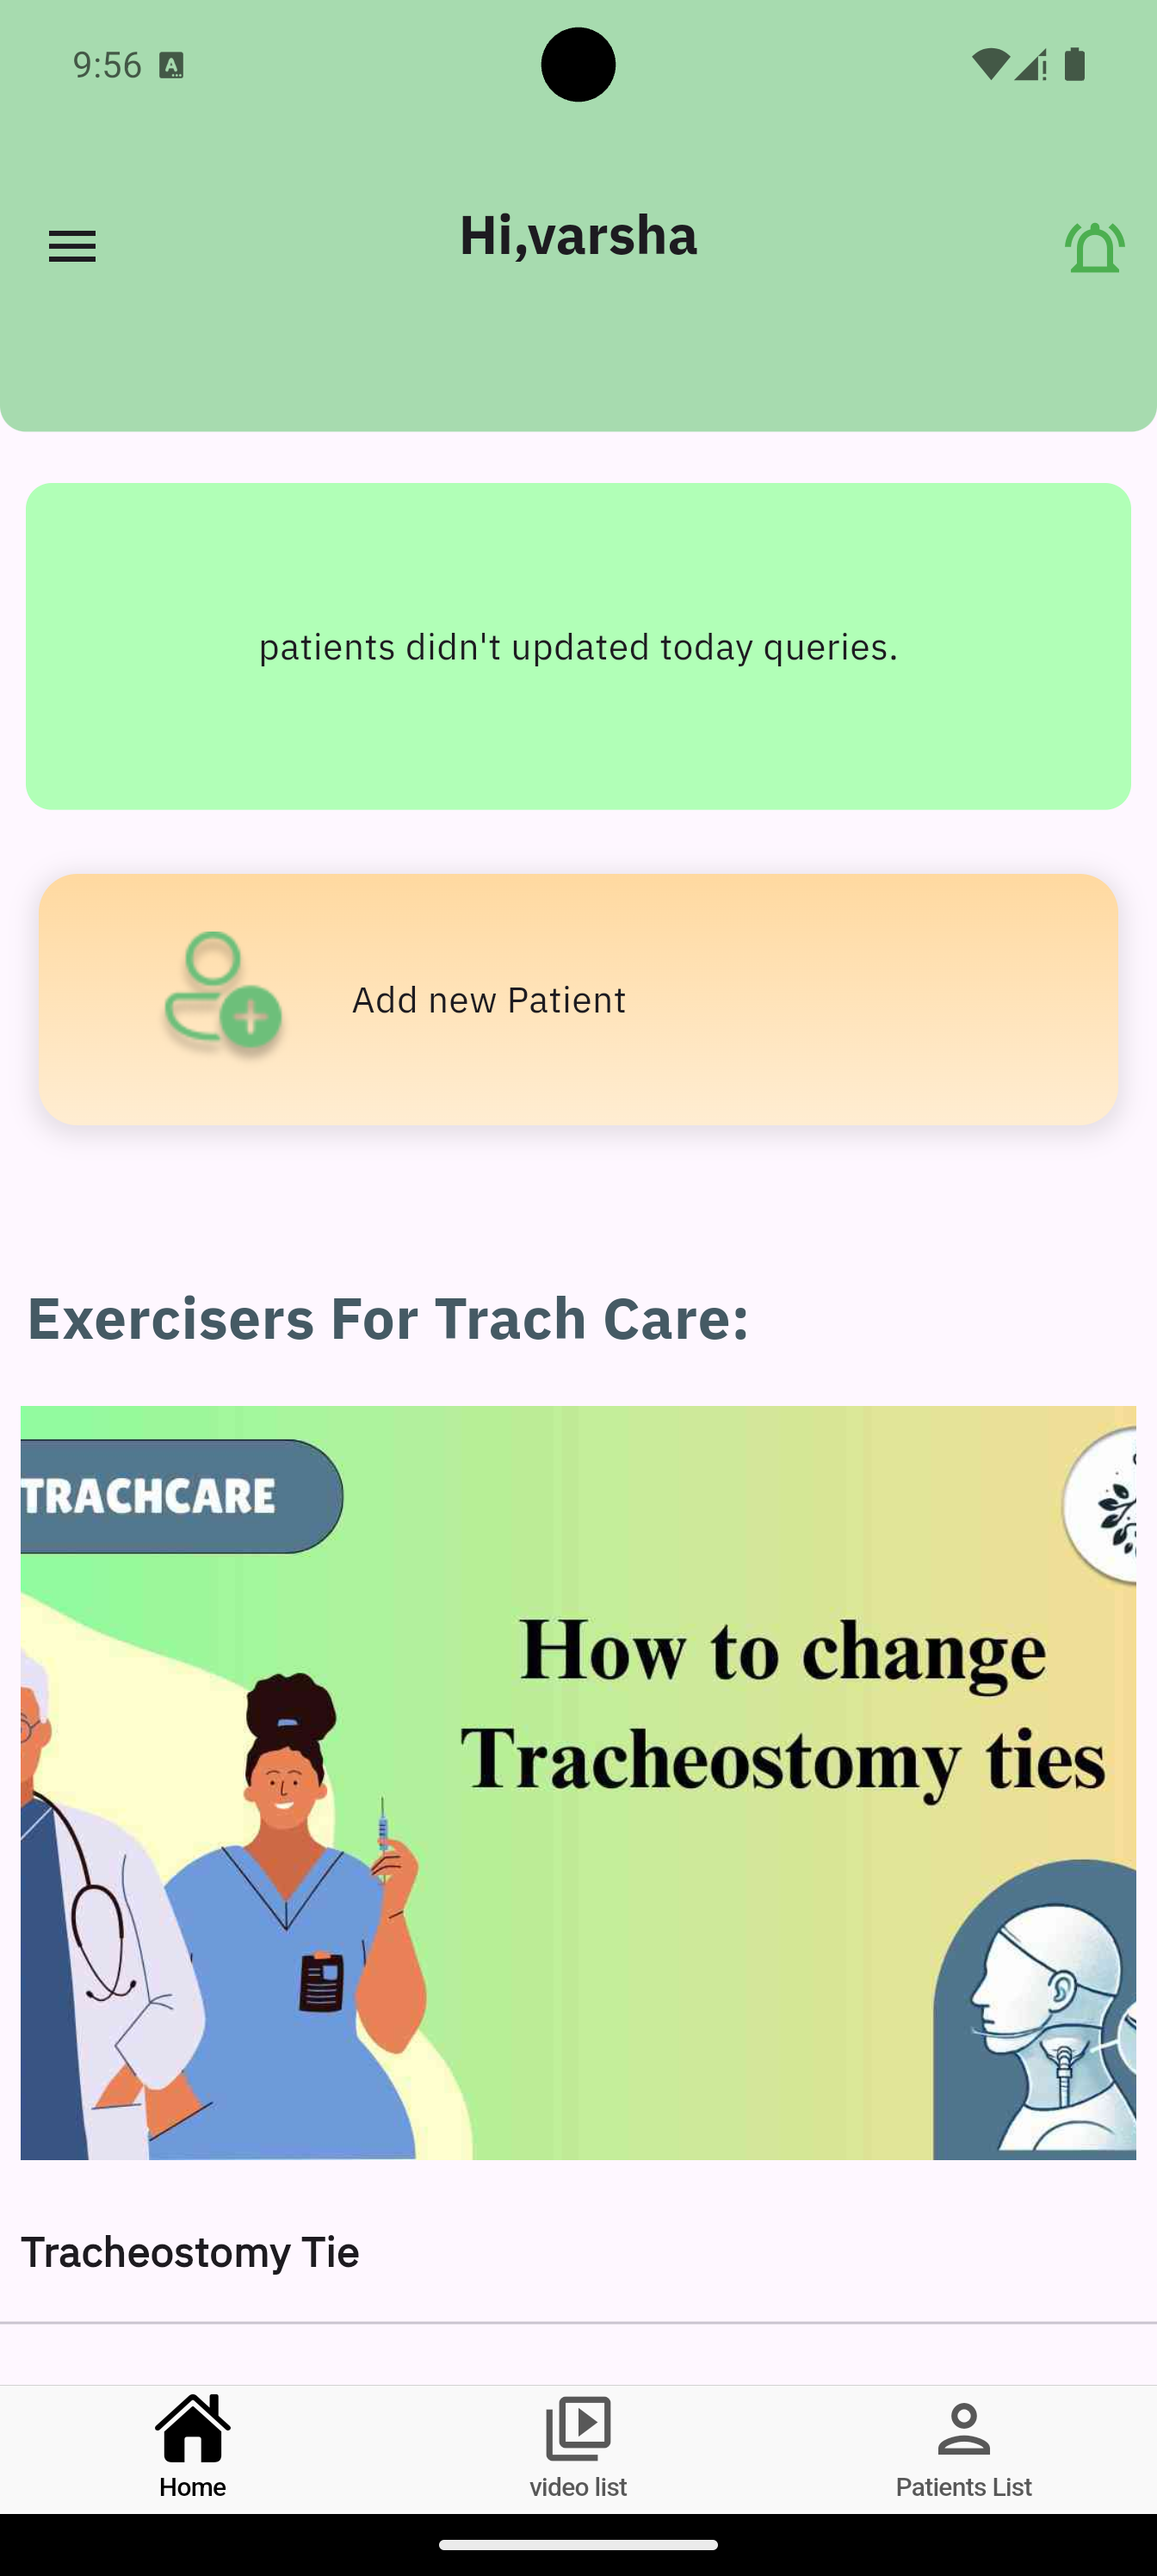 9:56
Hi,varsha
patients didn't updated today queries.
Add new Patient
Exercisers For Trach Care:
TRACHCARE
How to change
Tracheostomy ties
Tracheostomy Tie
Home
video list
Patients List